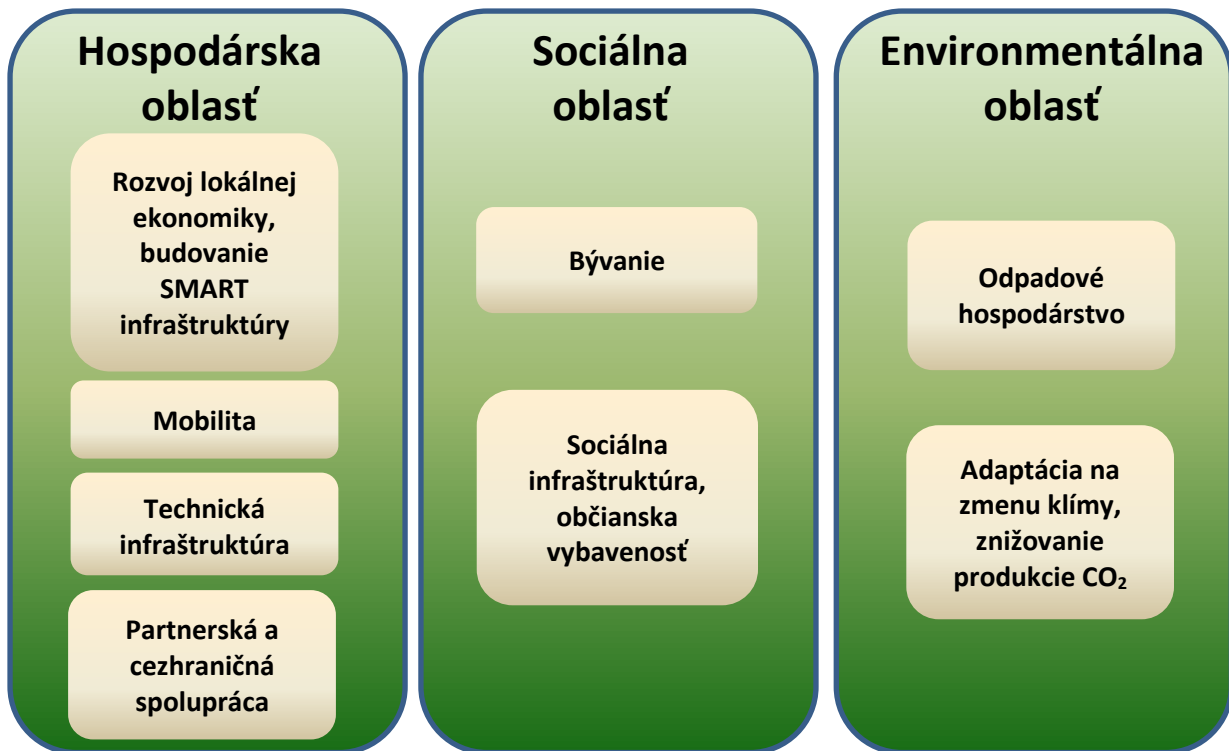 Hospodárska
oblasť
Rozvoj lokálnej
ekonomiky,
budovanie
SMART
infraštruktúry
Mobilita
Technická
infraštruktúra
Partnerská a
cezhraničná
spolupráca
Sociálna
oblasť
Bývanie
Sociálna
infraštruktúra,
občianska
vybavenosť
Environmentálna
oblasť
Odpadové
hospodárstvo
Adaptácia na
zmenu klímy,
znižovanie
produkcie CO₂